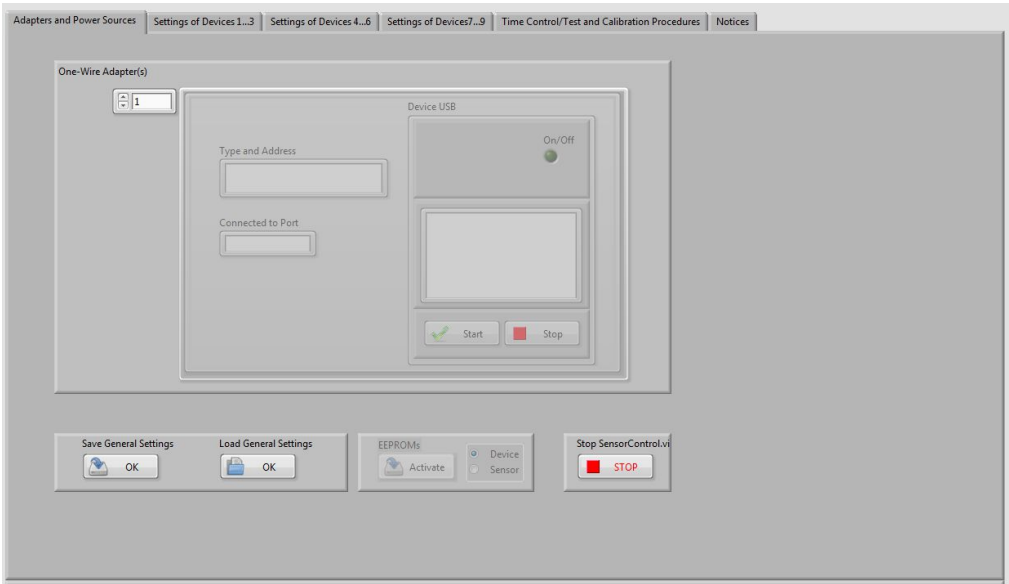 Adapters and Power Sources
Settings of Devices 1...3
Settings of Devices 4...6
Settings of Devices7...9
Time Control/Test and Calibration Procedures
Notices
One-Wire Adapter(s)
1
Device USB
On/Off
Type and Address
Connected to Port
Start
Stop
Save General Settings
Load General Settings
EEPROMs
Stop SensorControl.vi
OK
OK
Activate
Device
Sensor
STOP